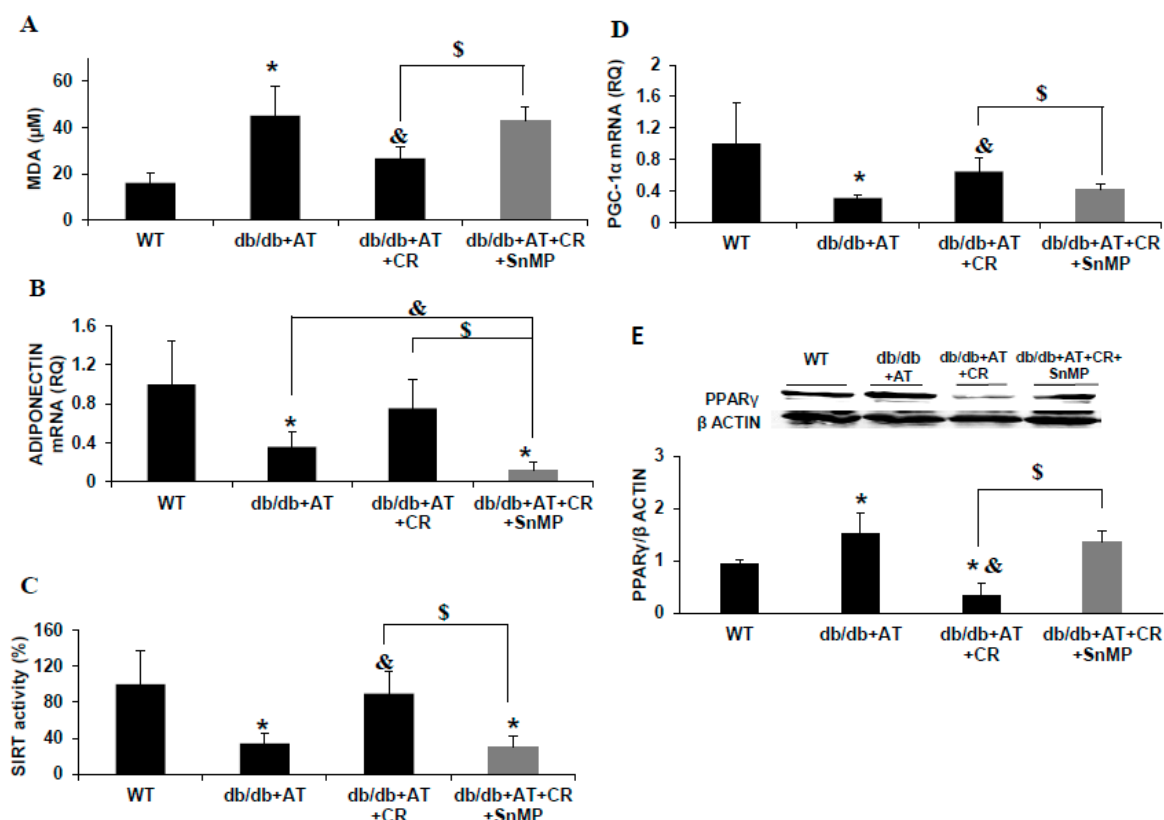 A
MDA (µM)
60
40
20
0
*
&
$
WT
db/db+AT
db/db+AT
+CR
db/db+AT+CR
+SnMP
B
ADIPONECTIN
mRNA (RQ)
1.6
1.2
0.8
0.4
0
*
&
$
*
WT
db/db+AT
db/db+AT
+CR
db/db+AT+CR
+SnMP
C
SIRT activity (%)
160
120
80
40
0
*
&
$
*
WT
db/db+AT
db/db+AT
+CR
db/db+AT+CR
+SnMP
D
PGC-1α mRNA (RQ)
2
1.6
1.2
0.8
0.4
0
*
&
$
WT
db/db+AT
db/db+AT
+CR
db/db+AT+CR
+SnMP
E
WT
db/db
+AT
db/db+AT
+CR
db/db+AT+CR+
SnMP
PPARγ
β ACTIN
PPARγ/β ACTIN
3
2
1
0
*
* &
$
WT
db/db+AT
db/db+AT
+CR
db/db+AT+CR
+SnMP